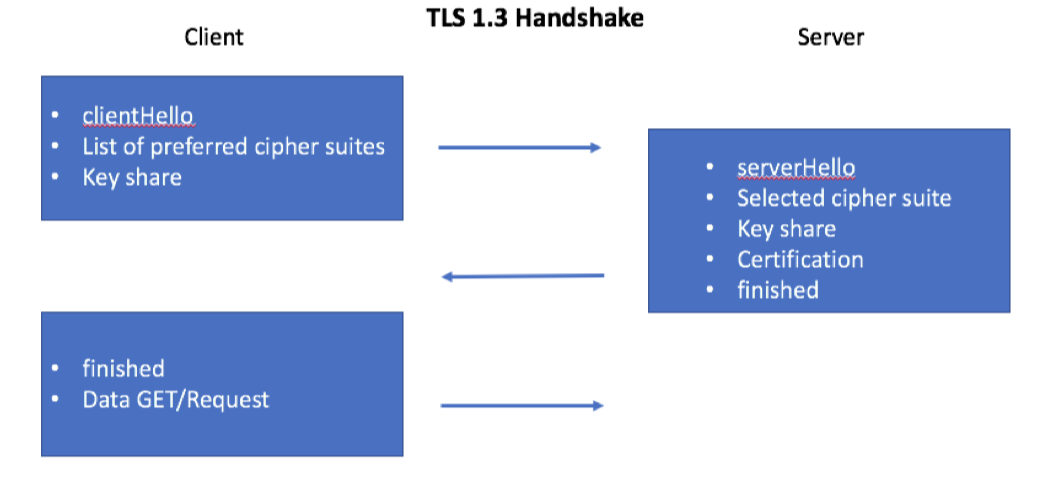 TLS 1.3 Handshake
Client
Server
• clientHello
• List of preferred cipher suites
• Key share
• serverHello
• Selected cipher suite
• Key share
• Certification
• finished
• finished
• Data GET/Request